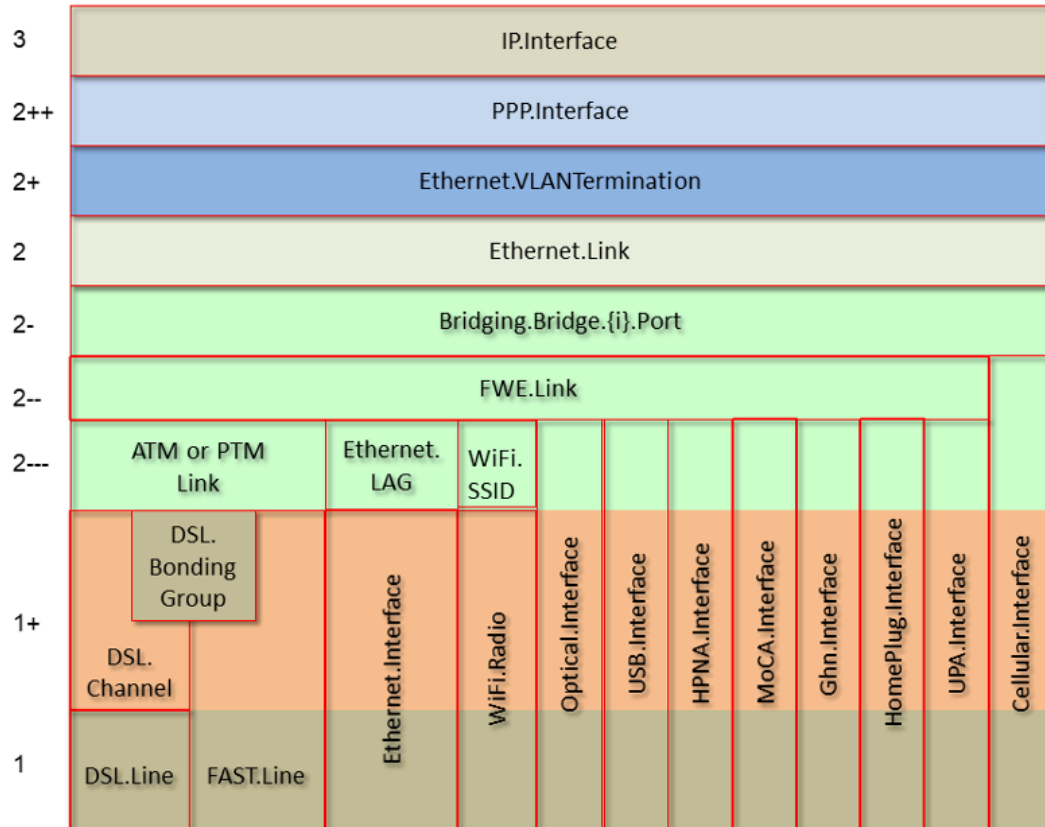 3
IP.Interface
2++
PPP.Interface
2+
Ethernet.VLANTermination
2
Ethernet.Link
2-
Bridging.Bridge.{i}.Port
2--
FWE.Link
2---
ATM or PTM
Link
Ethernet.
LAG
WiFi.
SSID
1+
DSL.
Bonding
Group
DSL.
Channel
Ethernet.Interface
WiFi.Radio
Optical.Interface
USB.Interface
HPNA.Interface
MoCA.Interface
Ghn.Interface
HomePlug.Interface
UPA.Interface
Cellular.Interface
1
DSL.Line
FAST.Line